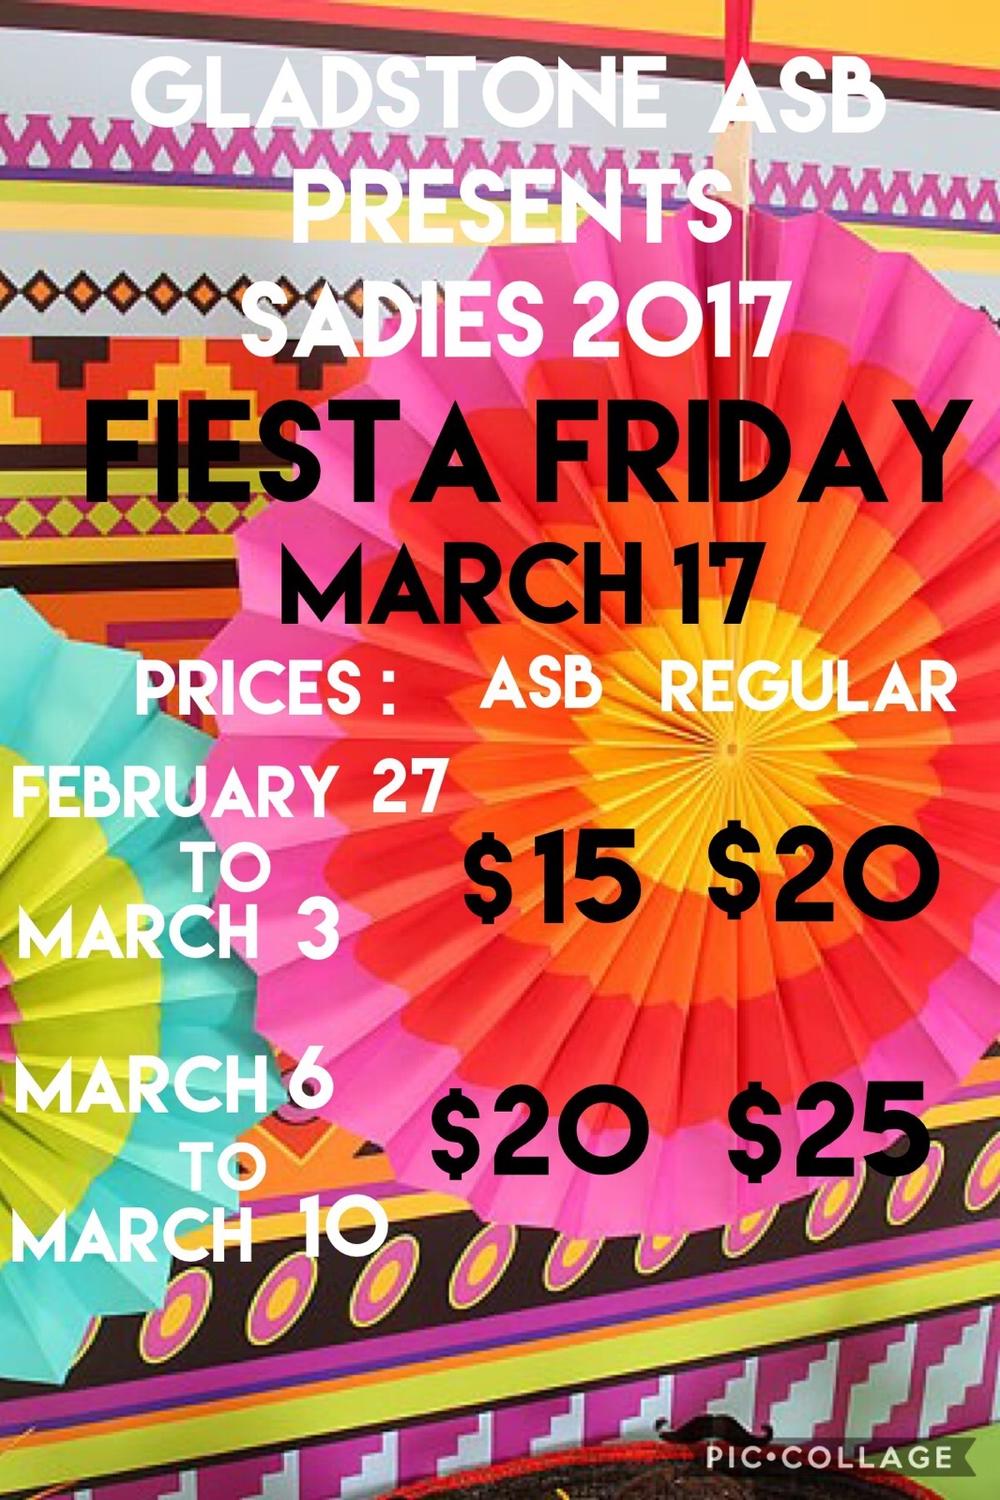 GLADSTONE ASB
PRESENTS
SADIES 2017
FIESTA FRIDAY
MARCH 17
PRICES : ASB REGULAR
FEBRUARY 27
TO
MARCH 3
$15 $20
MARCH 6
TO
MARCH 10
$20 $25
PIC•COLLAGE